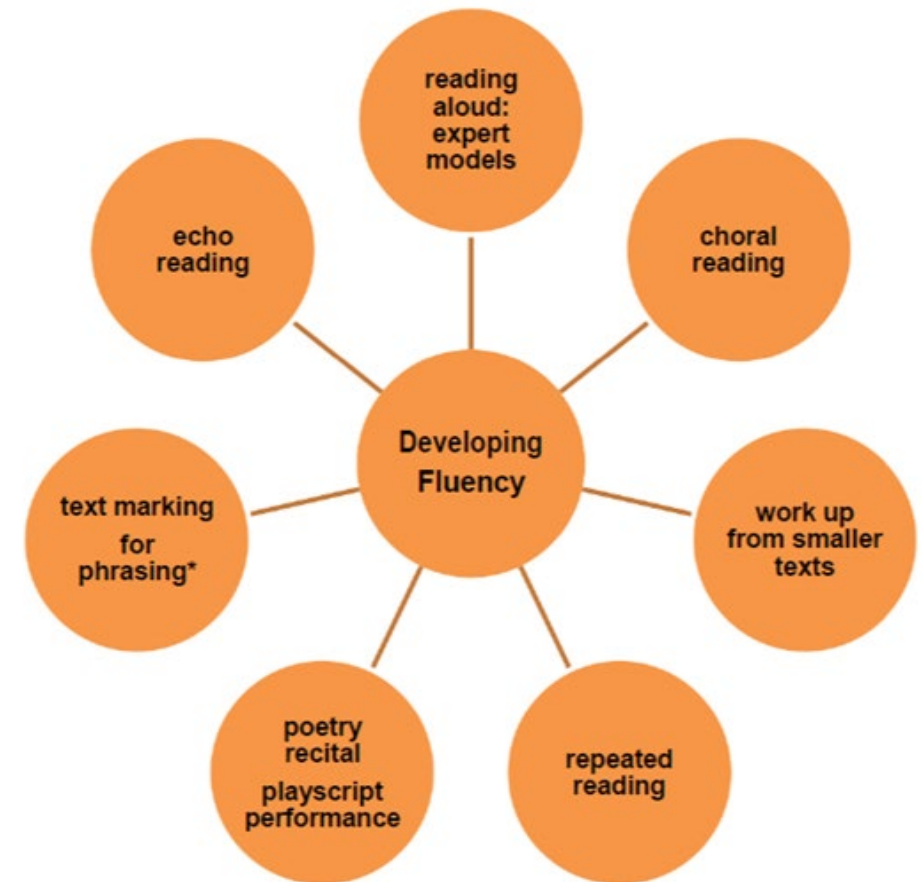 reading
aloud:
expert
models
choral
reading
work up
from smaller
texts
repeated
reading
poetry
recital
playscript
performance
text marking
for
phrasing*
echo
reading
Developing
Fluency